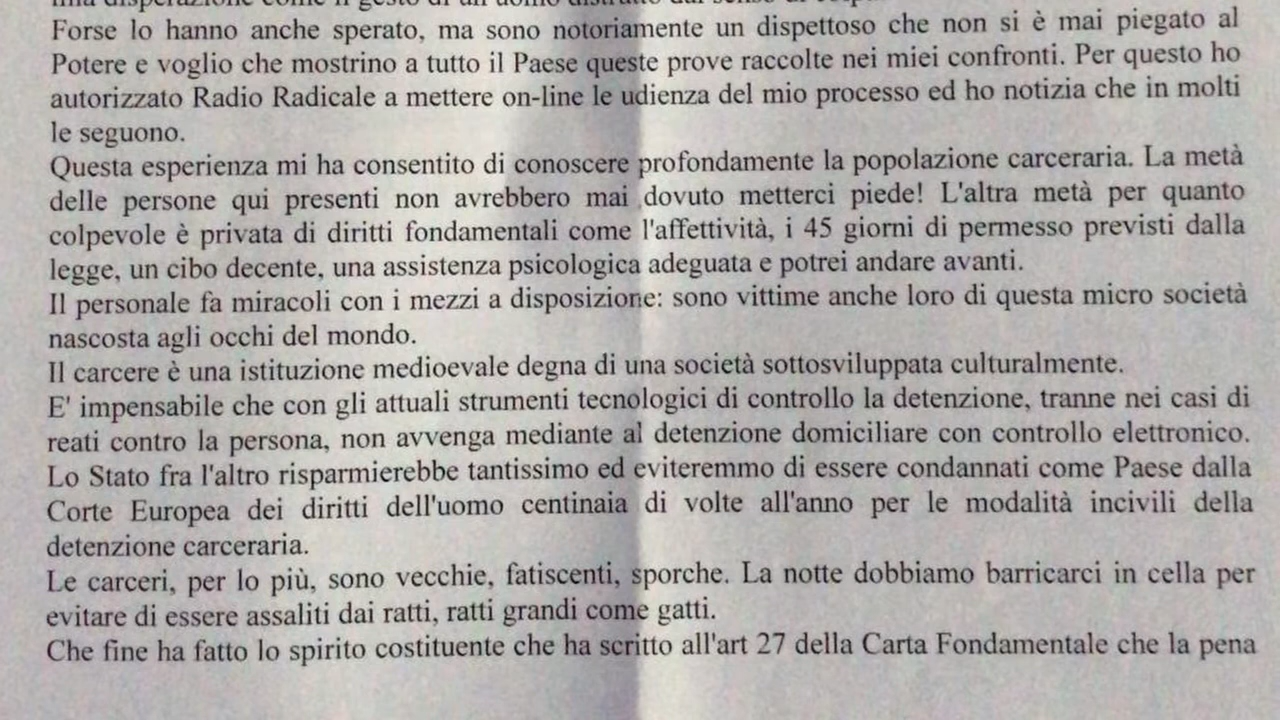 Forse lo hanno anche sperato, ma sono notoriamente un dispettoso che non si è mai piegato al
Potere e voglio che mostrino a tutto il Paese queste prove raccolte nei miei confronti. Per questo ho
autorizzato Radio Radicale a mettere on-line le udienza del mio processo ed ho notizia che in molti
le seguono.
Questa esperienza mi ha consentito di conoscere profondamente la popolazione carceraria. La metà
delle persone qui presenti non avrebbero mai dovuto metterci piede! L'altra metà per quanto
colpevole è privata di diritti fondamentali come l'affettività, i 45 giorni di permesso previsti dalla
legge, un cibo decente, una assistenza psicologica adeguata e potrei andare avanti.
Il personale fa miracoli con i mezzi a disposizione: sono vittime anche loro di questa micro società
nascosta agli occhi del mondo.
Il carcere è una istituzione medioevale degna di una società sottosviluppata culturalmente.
E' impensabile che con gli attuali strumenti tecnologici di controllo la detenzione, tranne nei casi di
reati contro la persona, non avvenga mediante al detenzione domiciliare con controllo elettronico.
Lo Stato fra l'altro risparmierebbe tantissimo ed eviteremmo di essere condannati come Paese dalla
Corte Europea dei diritti dell'uomo centinaia di volte all'anno per le modalità incivili della
detenzione carceraria.
Le carceri, per lo più, sono vecchie, fatiscenti, sporche. La notte dobbiamo barricarci in cella per
evitare di essere assaliti dai ratti, ratti grandi come gatti.
Che fine ha fatto lo spirito costituente che ha scritto all'art 27 della Carta Fondamentale che la pena